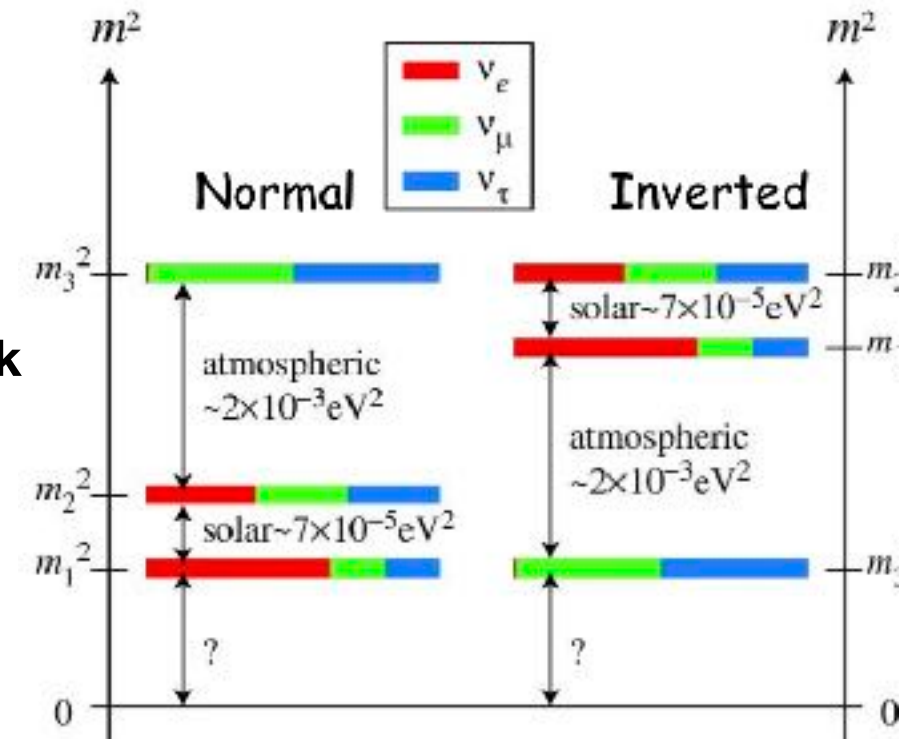 m² m²
νe
νμ
ντ
Normal Inverted
m₃²
solar~7×10⁻⁵eV²
k
atmospheric
~2×10⁻³eV²
atmospheric
~2×10⁻³eV²
m₂²
solar~7×10⁻⁵eV²
m₁² m₃
? ?
0 0